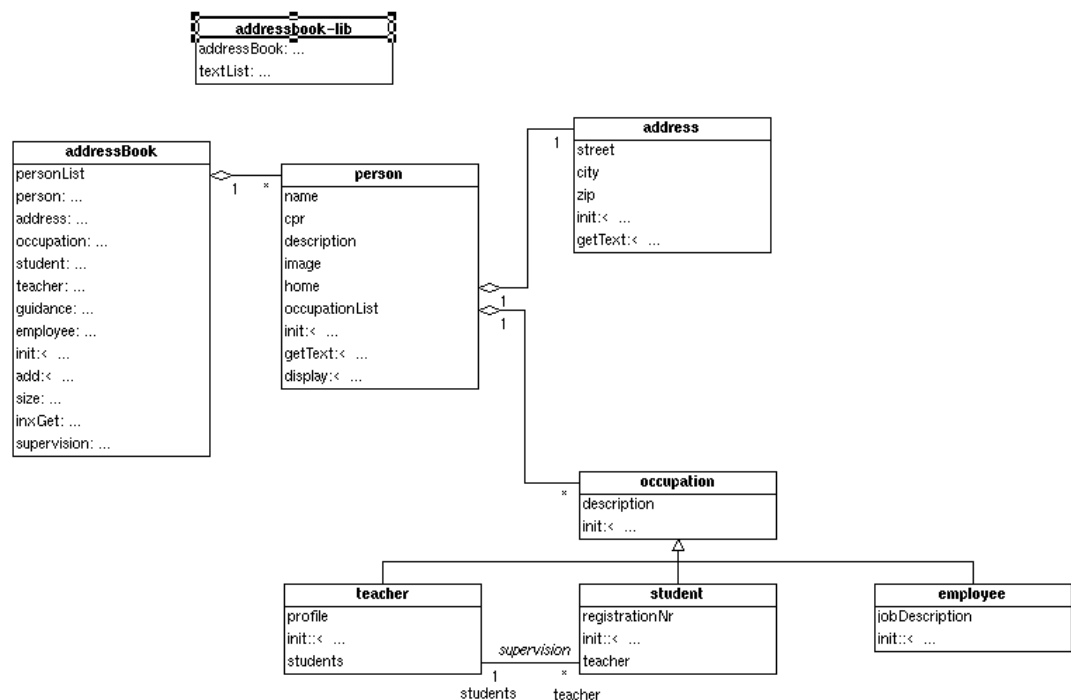 addressbook-lib
addressBook: ...
textList: ...
addressBook
personList
person: ...
address: ...
occupation: ...
student: ...
teacher: ...
guidance: ...
employee: ...
init:< ...
add:< ...
size: ...
inxGet: ...
supervision: ...
1
*
person
name
cpr
description
image
home
occupationList
init:< ...
getText:< ...
display:< ...
1
1
1
address
street
city
zip
init:< ...
getText:< ...
*
occupation
description
init:< ...
teacher
profile
init::< ...
students
supervision
1
*
students
teacher
student
registrationNr
init::< ...
teacher
employee
jobDescription
init::< ...